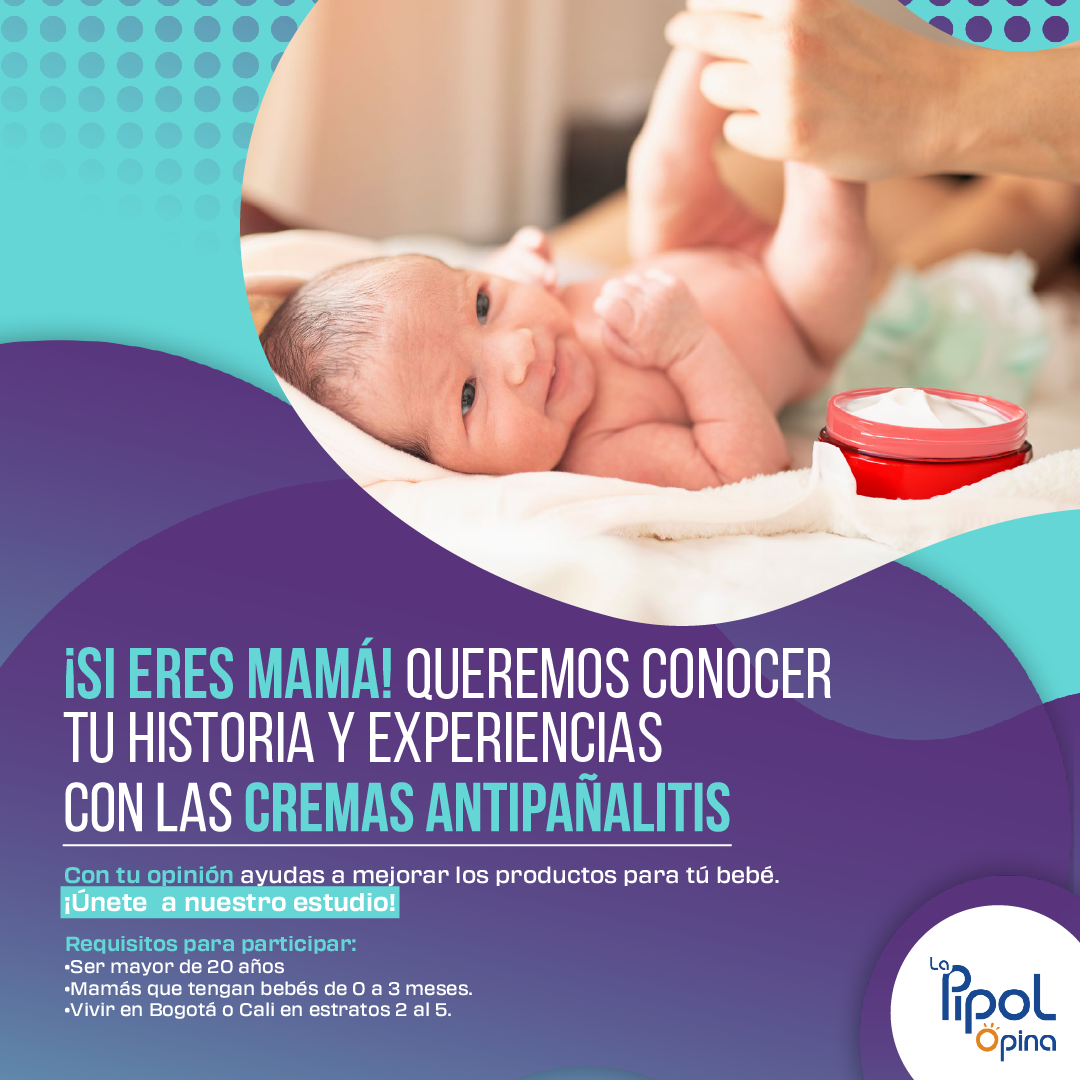 ¡SI ERES MAMÁ! QUEREMOS CONOCER
TU HISTORIA Y EXPERIENCIAS
CON LAS CREMAS ANTIPAÑALITIS
Con tu opinión ayudas a mejorar los productos para tú bebé.
¡Únete  a nuestro estudio!
Requisitos para participar:
•Ser mayor de 20 años
•Mamás que tengan bebés de 0 a 3 meses.
•Vivir en Bogotá o Cali en estratos 2 al 5.
La
Pipol
Opina